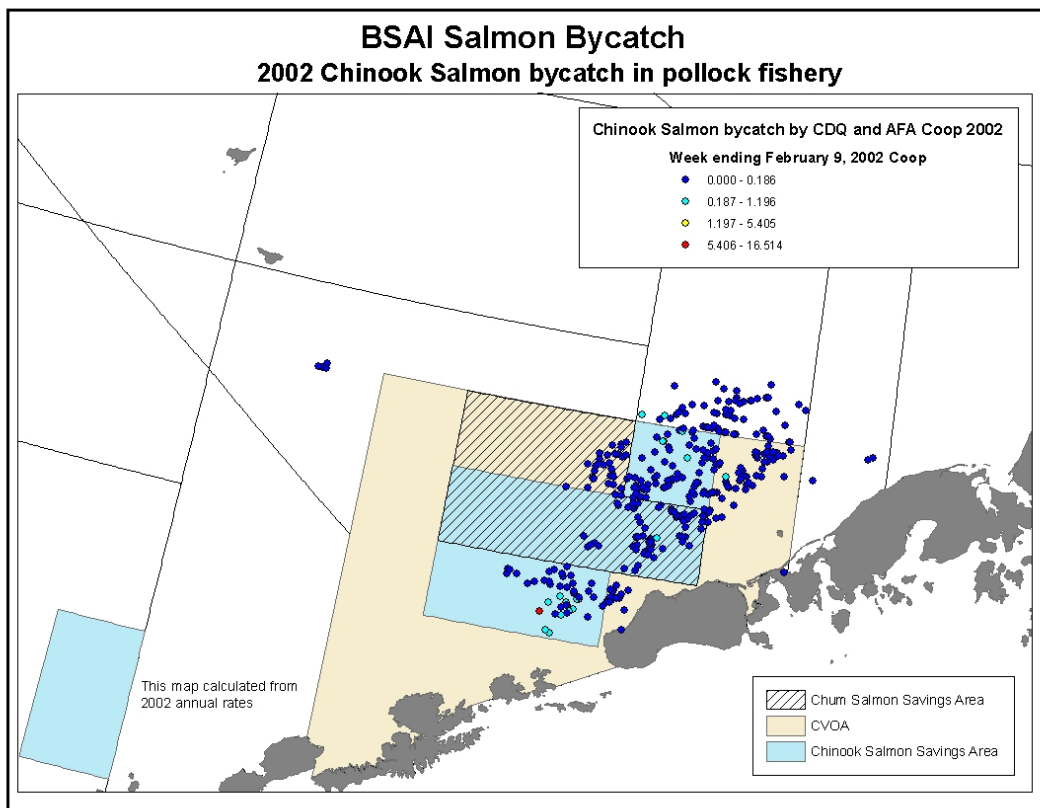 BSAI Salmon Bycatch
2002 Chinook Salmon bycatch in pollock fishery
Chinook Salmon bycatch by CDQ and AFA Coop 2002
Week ending February 9, 2002 Coop
0.000 - 0.186
0.187 - 1.196
1.197 - 5.405
5.406 - 16.514
This map calculated from
2002 annual rates
Chum Salmon Savings Area
CVOA
Chinook Salmon Savings Area